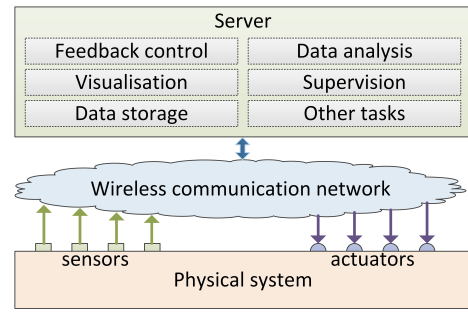 Server
Feedback control
Data analysis
Visualisation
Supervision
Data storage
Other tasks
Wireless communication network
sensors
actuators
Physical system